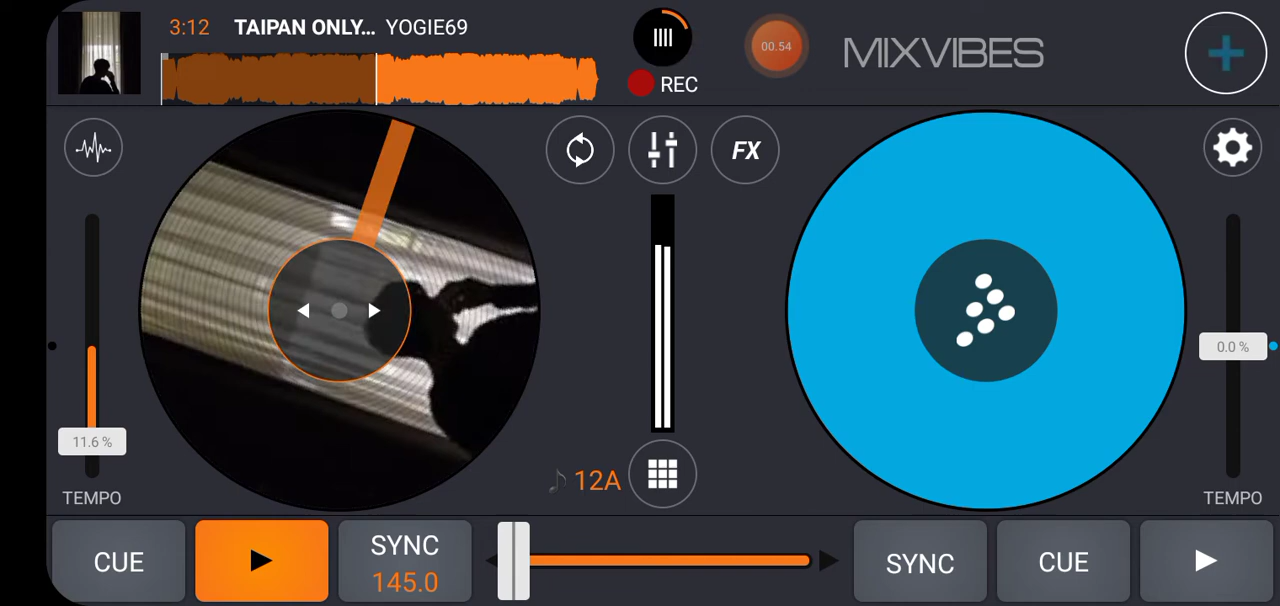 3:12 TAIPAN ONLY... YOGIE69
00.54
MIXVIBES
REC
FX
11.6 %
0.0 %
TEMPO
12A
TEMPO
CUE
SYNC
145.0
SYNC
CUE